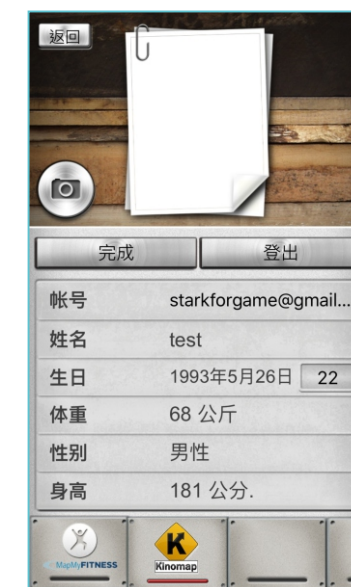 返回
完成 登出
帐号 starkforgame@gmail...
姓名 test
生日 1993年5月26日 22
体重 68 公斤
性别 男性
身高 181 公分.
MapMyFITNESS K Kinomap